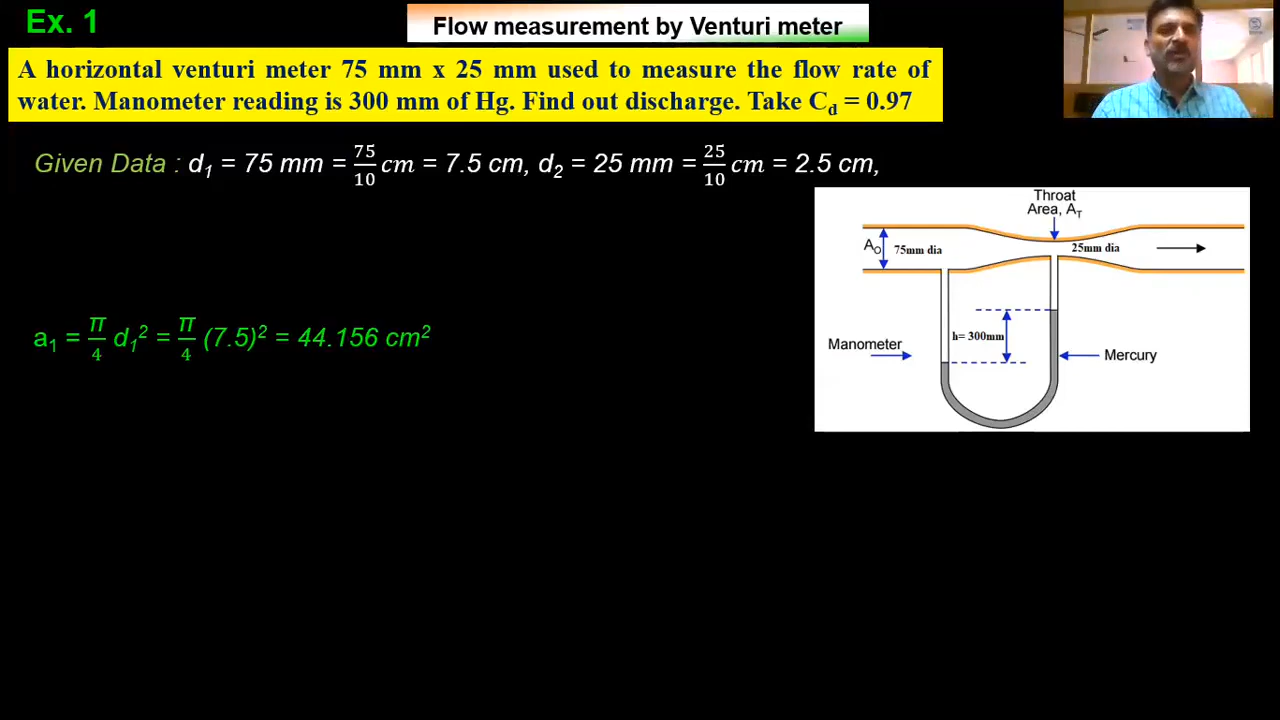 Ex. 1
Flow measurement by Venturi meter
A horizontal venturi meter 75 mm x 25 mm used to measure the flow rate of
water. Manometer reading is 300 mm of Hg. Find out discharge. Take C_d = 0.97
Given Data : d₁ = 75 mm = 75/10 cm = 7.5 cm, d₂ = 25 mm = 25/10 cm = 2.5 cm,
Throat
Area, A_T
A_O 75mm dia 25mm dia
h= 300mm
Manometer
Mercury
a₁ = π/4 d₁² = π/4 (7.5)² = 44.156 cm²